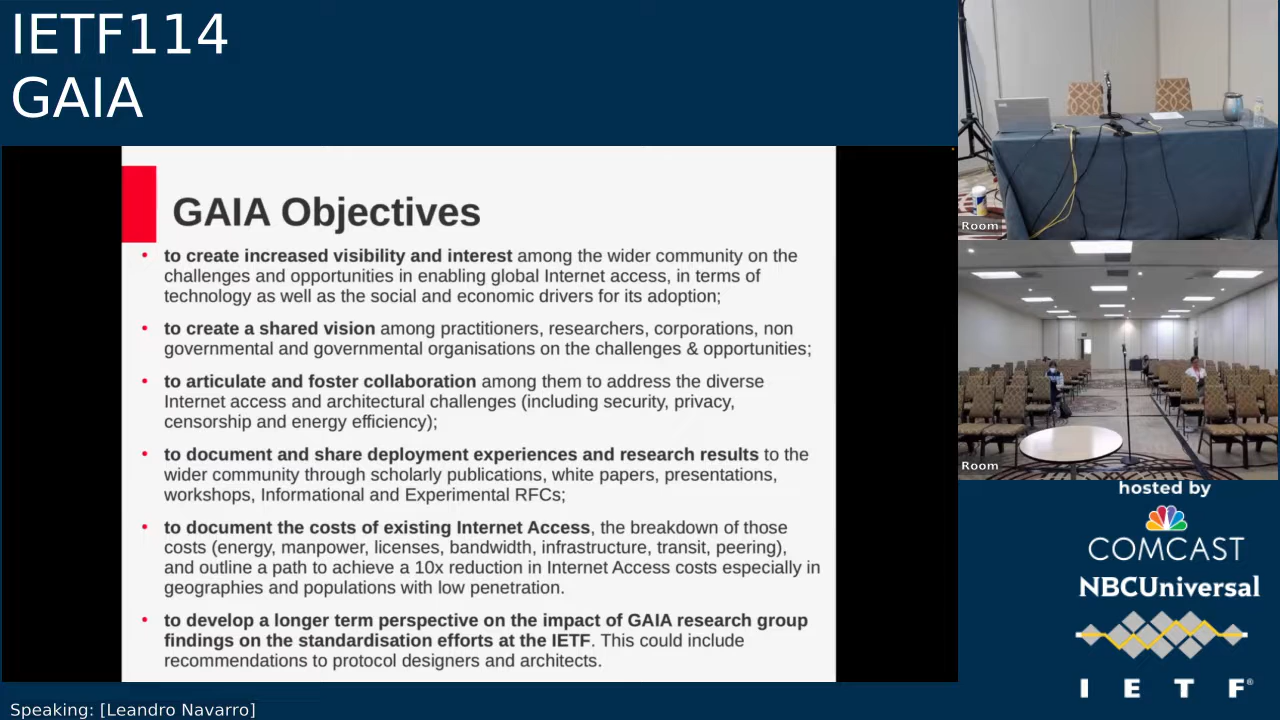 IETF114
GAIA
GAIA Objectives
• to create increased visibility and interest among the wider community on the
challenges and opportunities in enabling global Internet access, in terms of
technology as well as the social and economic drivers for its adoption;
• to create a shared vision among practitioners, researchers, corporations, non
governmental and governmental organisations on the challenges & opportunities;
• to articulate and foster collaboration among them to address the diverse
Internet access and architectural challenges (including security, privacy,
censorship and energy efficiency);
• to document and share deployment experiences and research results to the
wider community through scholarly publications, white papers, presentations,
workshops, Informational and Experimental RFCs;
• to document the costs of existing Internet Access, the breakdown of those
costs (energy, manpower, licenses, bandwidth, infrastructure, transit, peering),
and outline a path to achieve a 10x reduction in Internet Access costs especially in
geographies and populations with low penetration.
• to develop a longer term perspective on the impact of GAIA research group
findings on the standardisation efforts at the IETF. This could include
recommendations to protocol designers and architects.
Speaking: [Leandro Navarro]
Room
Room
hosted by
COMCAST
NBCUniversal
I E T F®